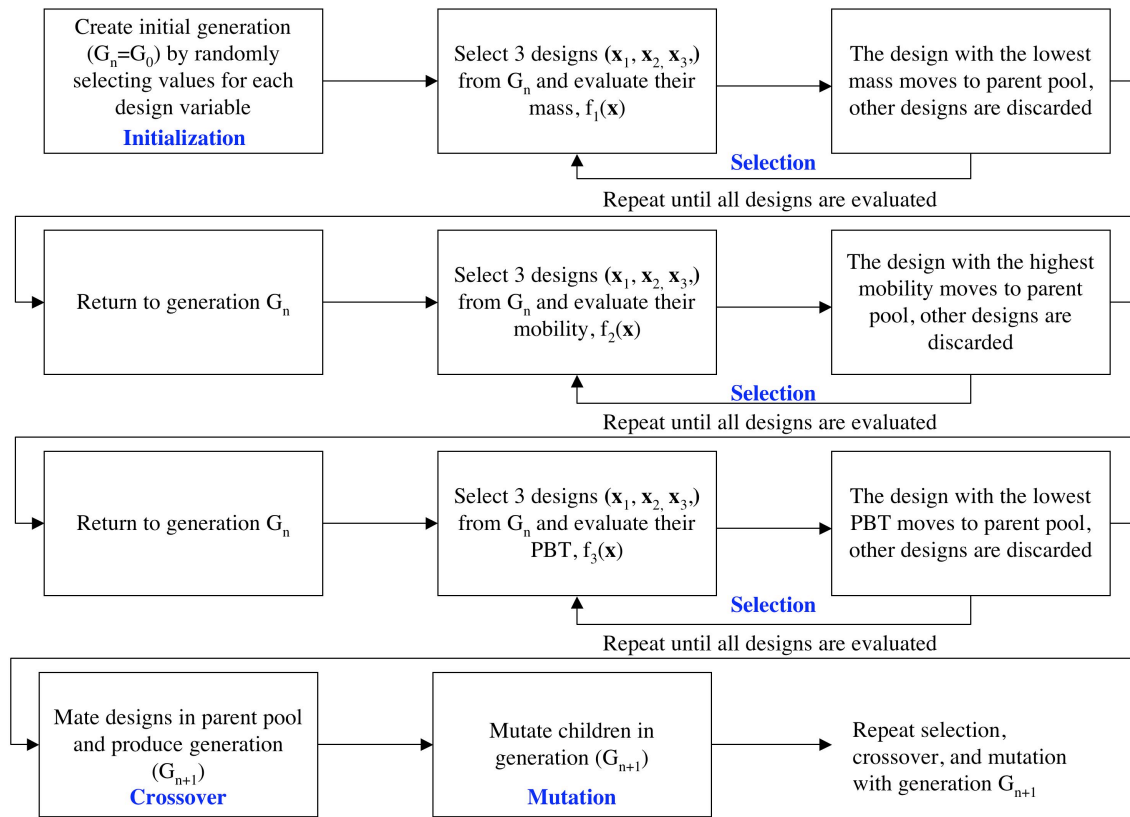 Create initial generation
(Gn=G0) by randomly
selecting values for each
design variable
Initialization
Select 3 designs (x1, x2, x3,)
from Gn and evaluate their
mass, f1(x)
The design with the lowest
mass moves to parent pool,
other designs are discarded
Selection
Repeat until all designs are evaluated
Return to generation Gn
Select 3 designs (x1, x2, x3,)
from Gn and evaluate their
mobility, f2(x)
The design with the highest
mobility moves to parent
pool, other designs are
discarded
Selection
Repeat until all designs are evaluated
Return to generation Gn
Select 3 designs (x1, x2, x3,)
from Gn and evaluate their
PBT, f3(x)
The design with the lowest
PBT moves to parent pool,
other designs are discarded
Selection
Repeat until all designs are evaluated
Mate designs in parent pool
and produce generation
(Gn+1)
Crossover
Mutate children in
generation (Gn+1)
Mutation
Repeat selection,
crossover, and mutation
with generation Gn+1